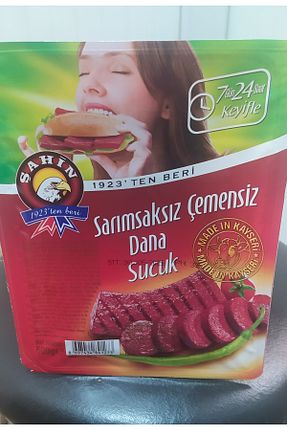 7 Gün 24 Saat
Keyifle
ŞAHİN
1923'ten beri
1923'TEN BERİ
Sarımsaksız Çemensiz
Dana
Sucuk
MADE IN KAYSERİ
MADE IN KAYSERİ